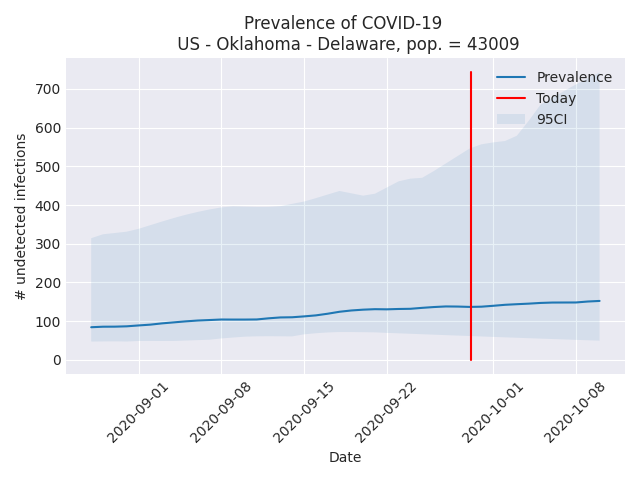 Prevalence of COVID-19
US - Oklahoma - Delaware, pop. = 43009
Prevalence
Today
95CI
700
600
500
400
300
200
100
0
# undetected infections
2020-09-01
2020-09-08
2020-09-15
2020-09-22
2020-10-01
2020-10-08
Date